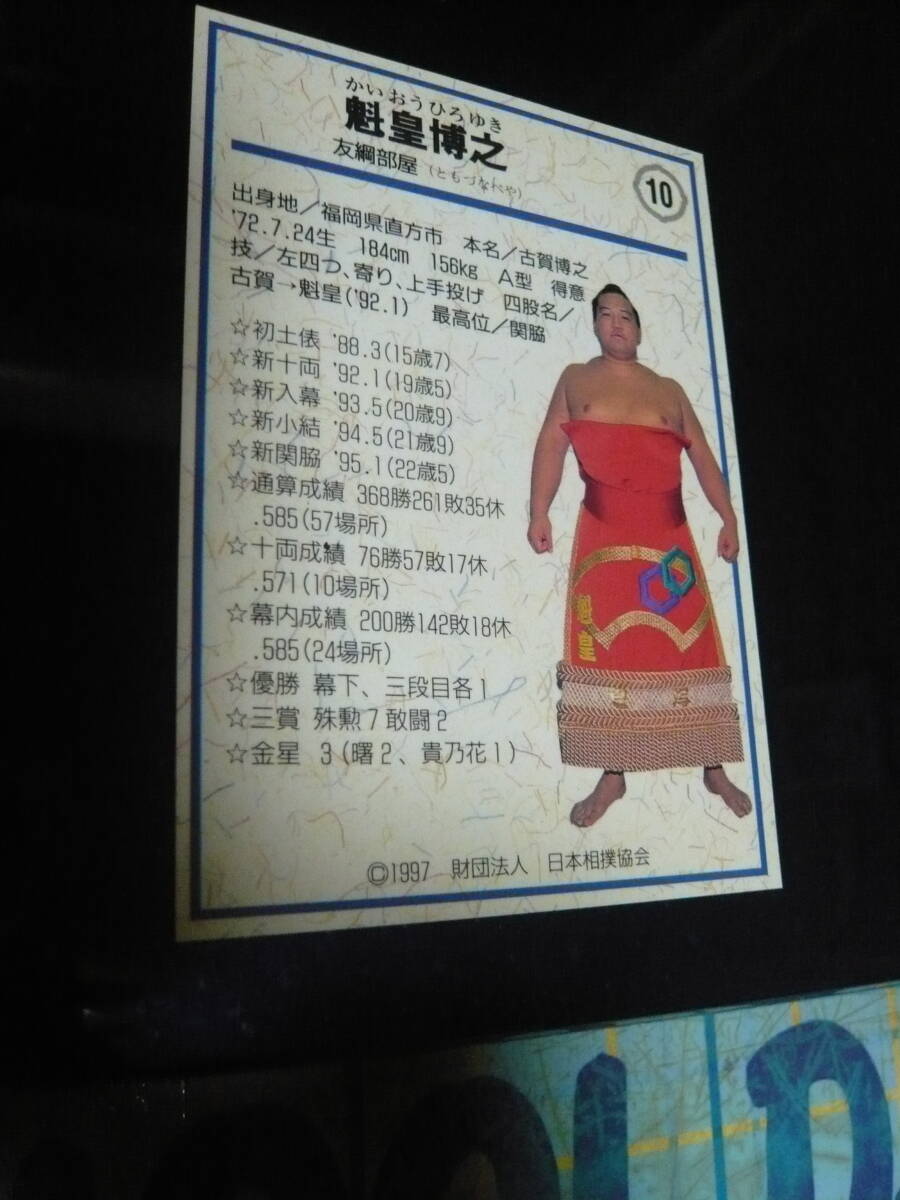 かいおうひろゆき
魁皇博之
友綱部屋 (ともづなべや)
10
出身地/福岡県直方市 本名/古賀博之
'72.7.24生 184cm 156kg A型 得意
技/左四つ、寄り、上手投げ 四股名/
古賀→魁皇('92.1) 最高位/関脇
☆初土俵 '88.3(15歳7)
☆新十両 '92.1(19歳5)
☆新入幕 '93.5(20歳9)
☆新小結 '94.5(21歳9)
☆新関脇 '95.1(22歳5)
☆通算成績 368勝261敗35休
.585(57場所)
☆十両成績 76勝57敗17休
.571(10場所)
☆幕内成績 200勝142敗18休
.585(24場所)
☆優勝 幕下、三段目各1
☆三賞 殊勲7敢闘2
☆金星 3(曙2、貴乃花1)
魁皇
©1997 財団法人 日本相撲協会